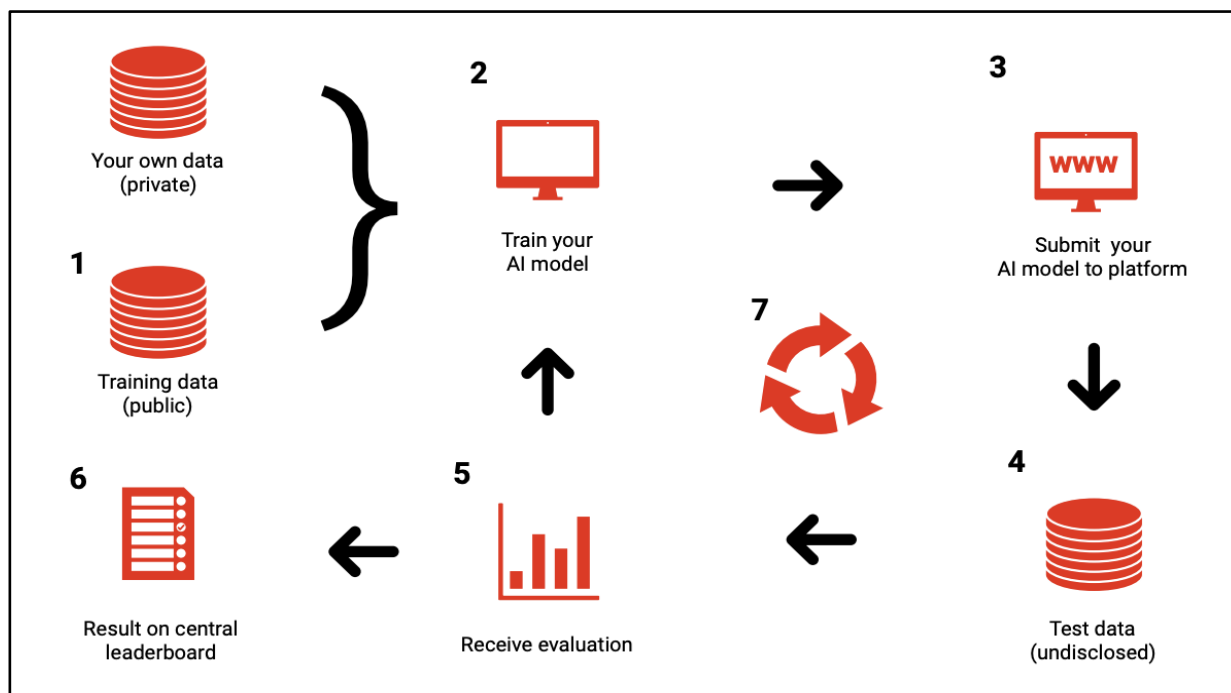 Your own data
(private)
1
Training data
(public)
2
Train your
AI model
3
www
Submit your
AI model to platform
4
Test data
(undisclosed)
5
Receive evaluation
6
Result on central
leaderboard
7